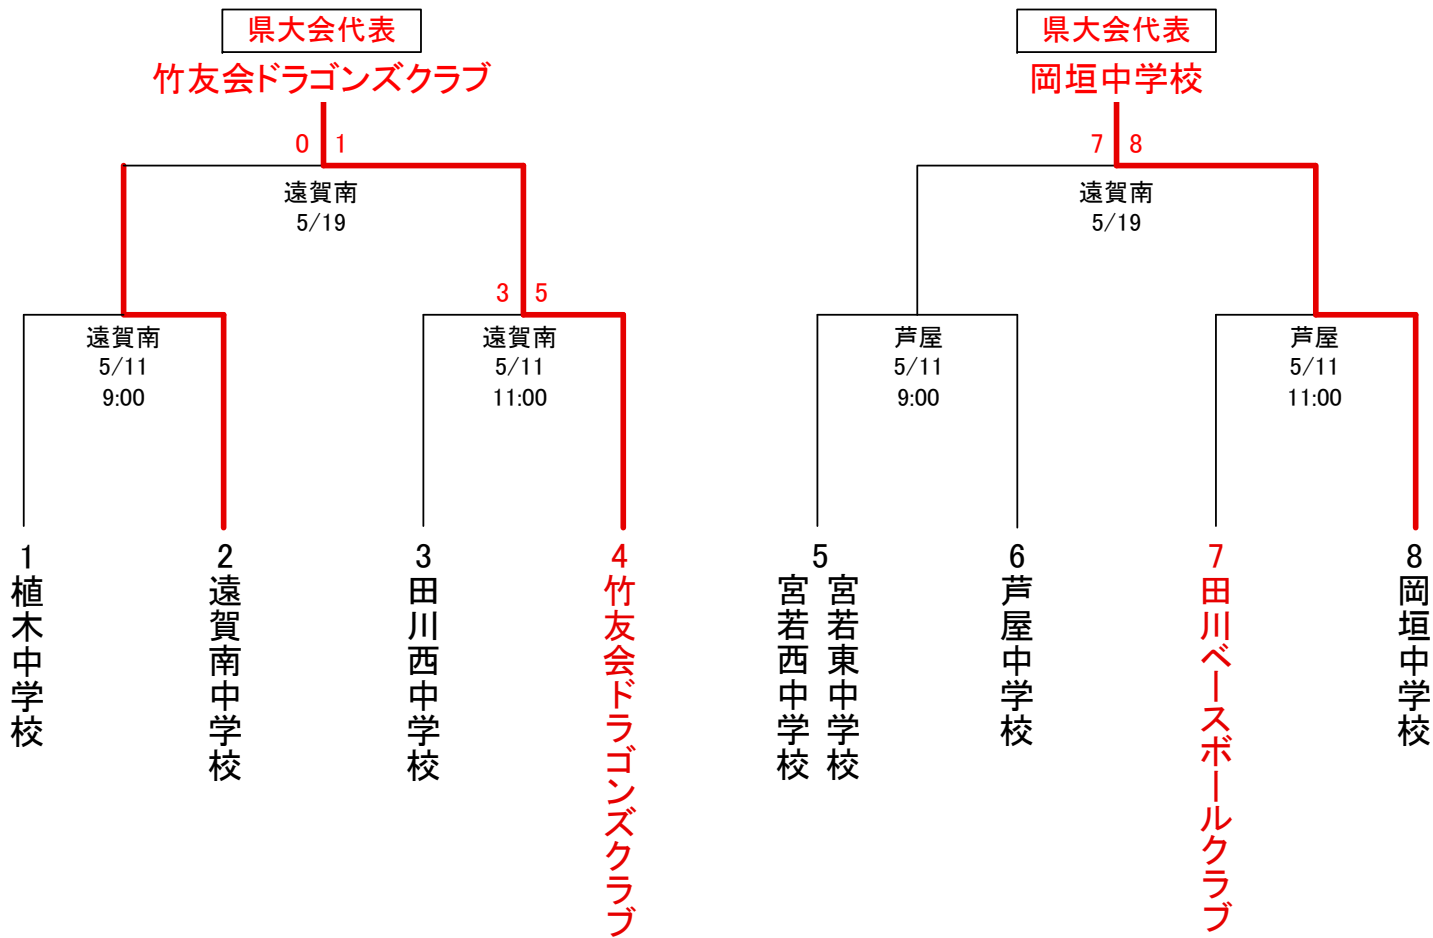 県大会代表
竹友会ドラゴンズクラブ
0 1
遠賀南
5/19
3 5
遠賀南
5/11
9:00
遠賀南
5/11
11:00
1
植木中学校
2
遠賀南中学校
3
田川西中学校
4
竹友会ドラゴンズクラブ
県大会代表
岡垣中学校
7 8
遠賀南
5/19
芦屋
5/11
9:00
芦屋
5/11
11:00
5
宮若東中学校
宮若西中学校
6
芦屋中学校
7
田川ベースボールクラブ
8
岡垣中学校